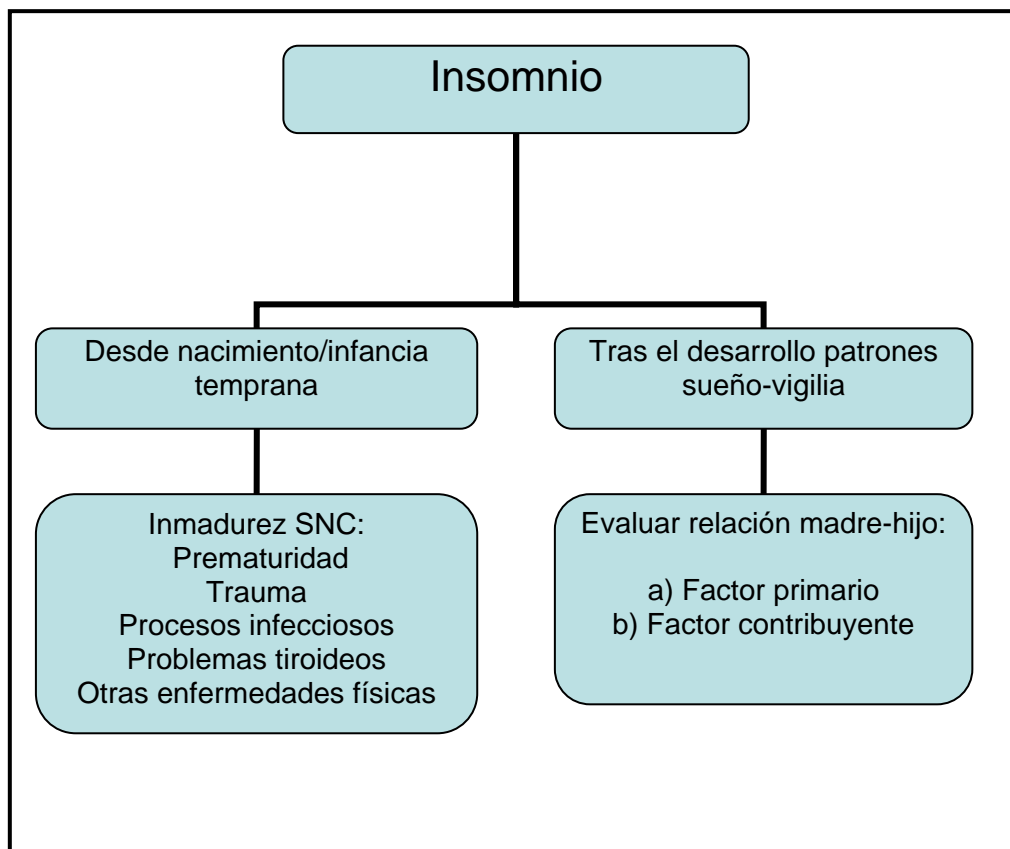 Insomnio
Desde nacimiento/infancia
temprana
Tras el desarrollo patrones
sueño-vigilia
Inmadurez SNC:
Prematuridad
Trauma
Procesos infecciosos
Problemas tiroideos
Otras enfermedades físicas
Evaluar relación madre-hijo:
a) Factor primario
b) Factor contribuyente